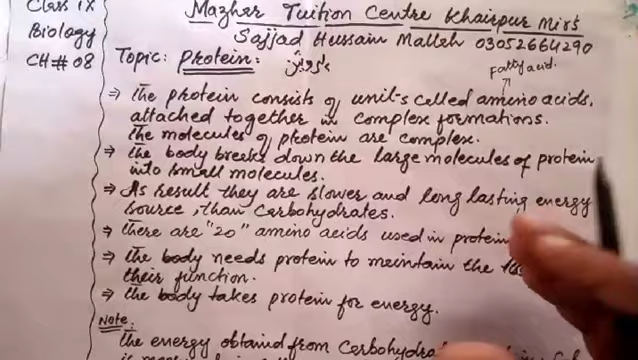 Class IX
Mazher Tuition Centre Khairpur Mir's
Biology
Sajjad Hussain Malleh 03052664290
CH# 08
Topic: Protein:
Fatty acid.
⇒ The protein consists of unit-s called amino acids,
attached together in complex formations.
The molecules of protein are complex.
⇒ The body breaks down the large molecules of protein
into small molecules.
⇒ As result they are slower and long lasting energy
source, than carbohydrates.
⇒ There are "20" amino acids used in protein
⇒ The body needs protein to maintain the
their function.
⇒ The body takes protein for energy.
Note:
The energy obtained from